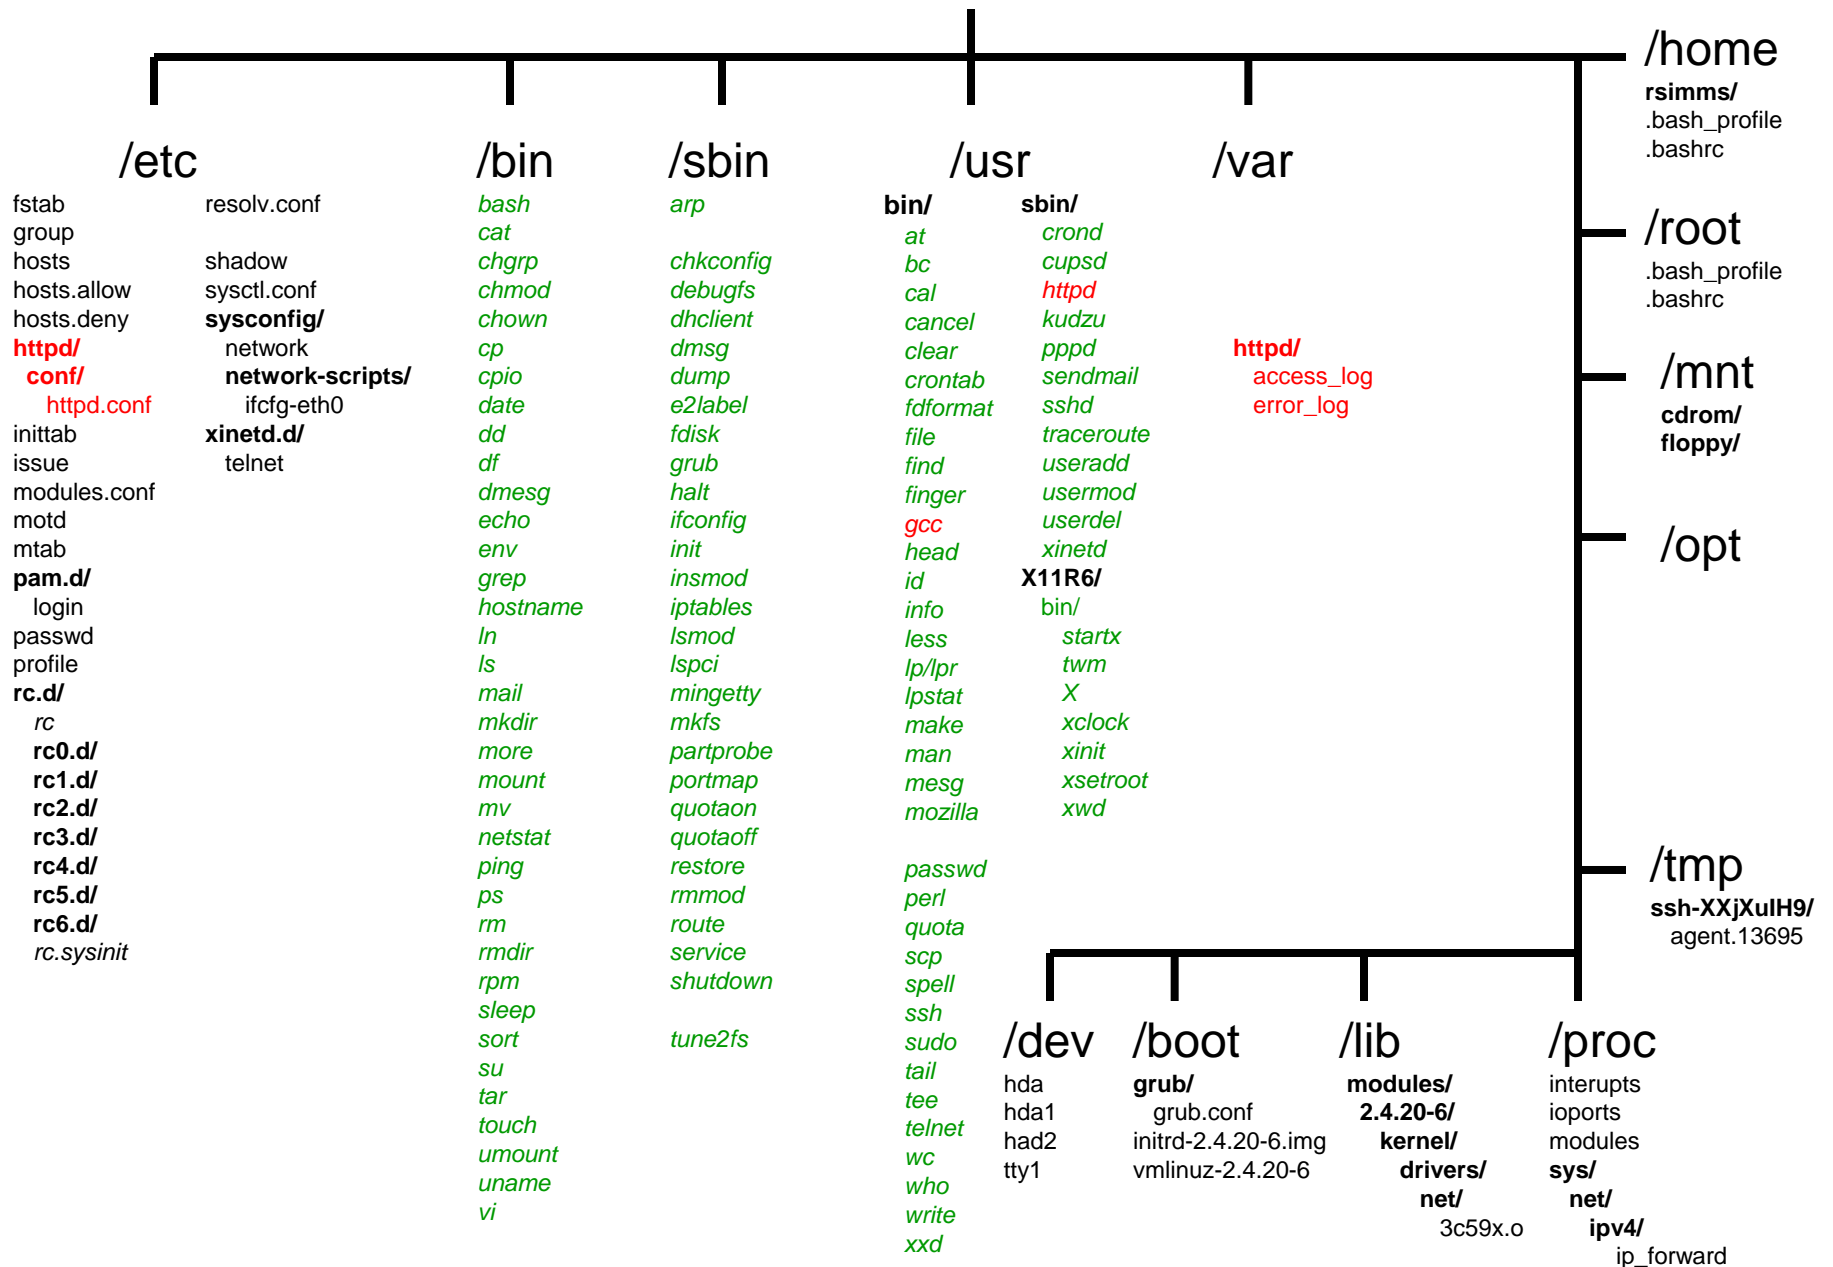 /home
rsimms/
.bash_profile
.bashrc
/etc
fstab
group
hosts
hosts.allow
hosts.deny
httpd/
conf/
httpd.conf
inittab
issue
modules.conf
motd
mtab
pam.d/
login
passwd
profile
rc.d/
rc
rc0.d/
rc1.d/
rc2.d/
rc3.d/
rc4.d/
rc5.d/
rc6.d/
rc.sysinit
resolv.conf
shadow
sysctl.conf
sysconfig/
network
network-scripts/
ifcfg-eth0
xinetd.d/
telnet
/bin
bash
cat
chgrp
chmod
chown
cp
cpio
date
dd
df
dmesg
echo
env
grep
hostname
ln
ls
mail
mkdir
more
mount
mv
netstat
ping
ps
rm
rmdir
rpm
sleep
sort
su
tar
touch
umount
uname
vi
/sbin
arp
chkconfig
debugfs
dhclient
dmsg
dump
e2label
fdisk
grub
halt
ifconfig
init
insmod
iptables
lsmod
lspci
mingetty
mkfs
partprobe
portmap
quotaon
quotaoff
restore
rmmod
route
service
shutdown
tune2fs
/usr
bin/
at
bc
cal
cancel
clear
crontab
fdformat
file
find
finger
gcc
head
id
info
less
lp/lpr
lpstat
make
man
mesg
mozilla
passwd
perl
quota
scp
spell
ssh
sudo
tail
tee
telnet
wc
who
write
xxd
sbin/
crond
cupsd
httpd
kudzu
pppd
sendmail
sshd
traceroute
useradd
usermod
userdel
xinetd
X11R6/
bin/
startx
twm
X
xclock
xinit
xsetroot
xwd
/var
httpd/
access_log
error_log
/root
.bash_profile
.bashrc
/mnt
cdrom/
floppy/
/opt
/tmp
ssh-XXjXuIH9/
agent.13695
/dev
hda
hda1
had2
tty1
/boot
grub/
grub.conf
initrd-2.4.20-6.img
vmlinuz-2.4.20-6
/lib
modules/
2.4.20-6/
kernel/
drivers/
net/
3c59x.o
/proc
interupts
ioports
modules
sys/
net/
ipv4/
ip_forward